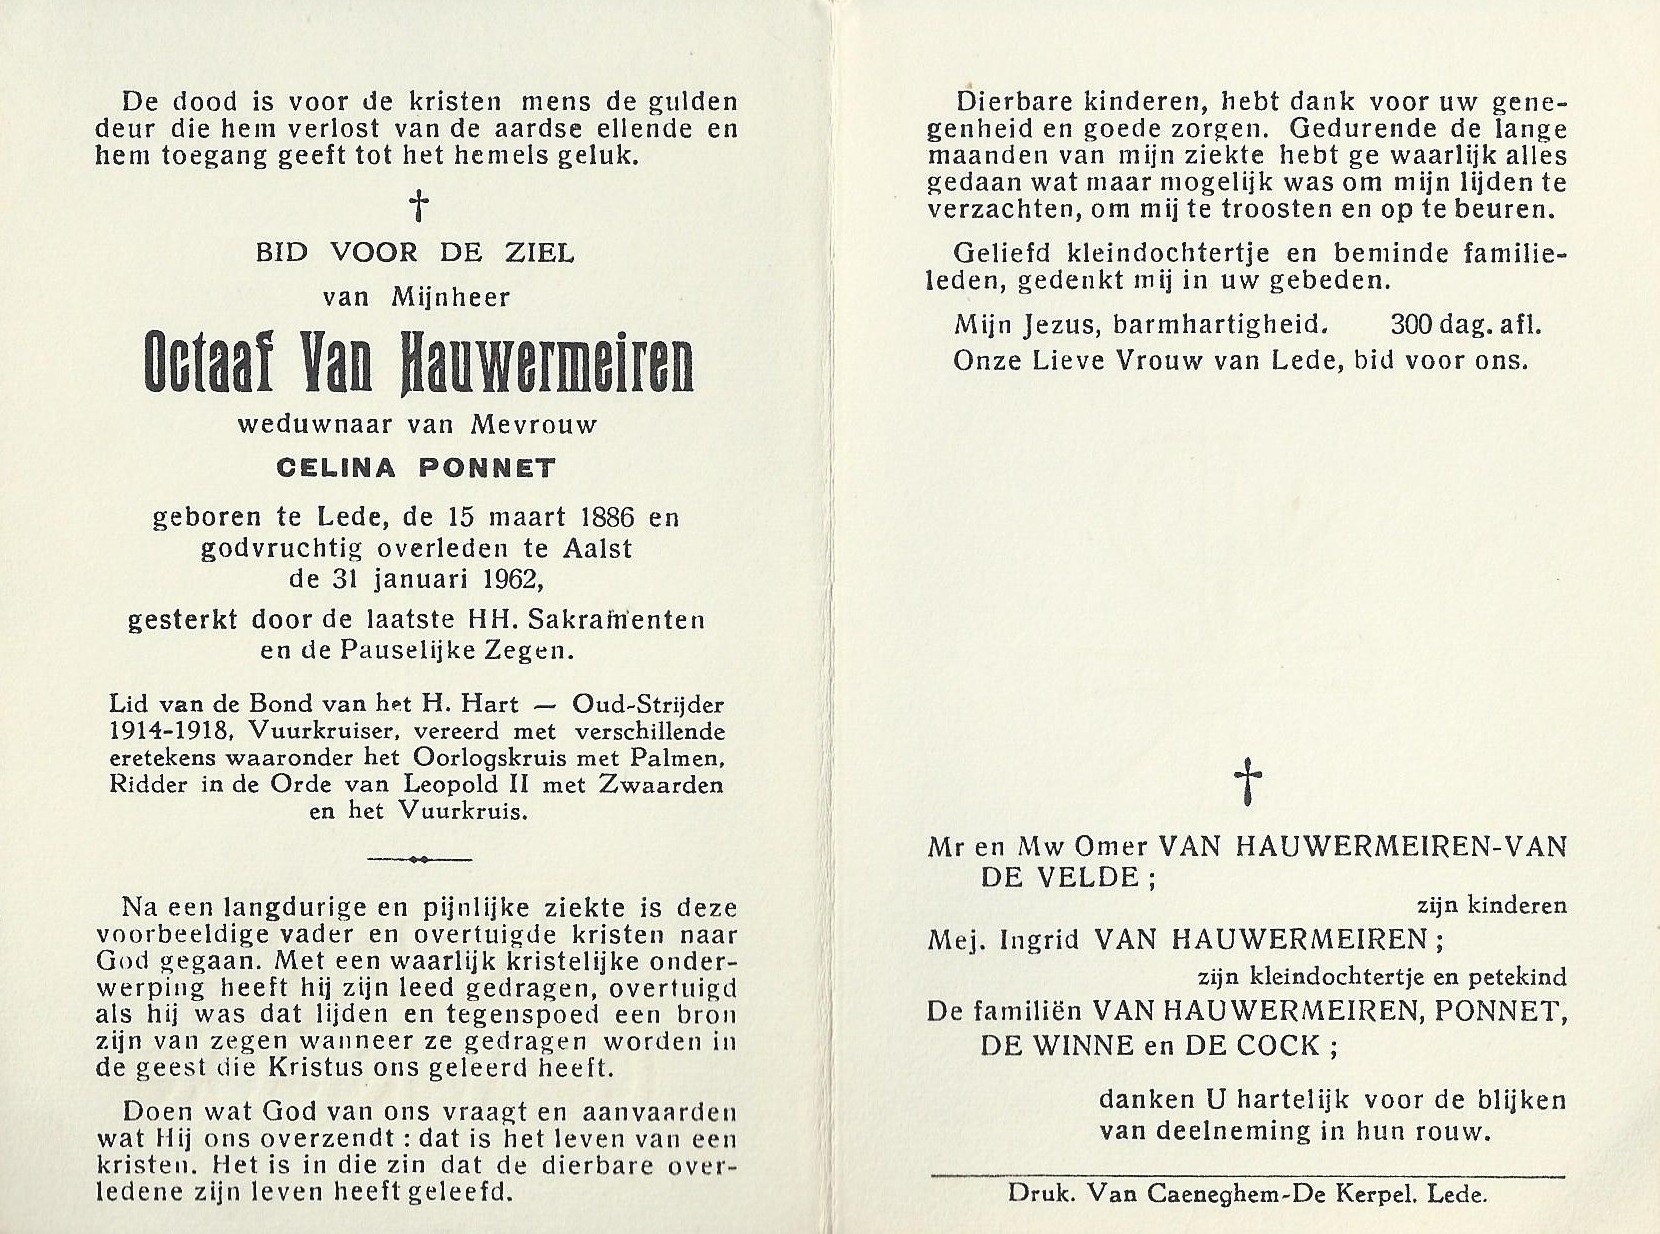 De dood is voor de kristen mens de gulden
deur die hem verlost van de aardse ellende en
hem toegang geeft tot het hemels geluk.
BID VOOR DE ZIEL
van Mijnheer
Octaaf Van Hauwermeiren
weduwnaar van Mevrouw
CELINA PONNET
geboren te Lede, de 15 maart 1886 en
godvruchtig overleden te Aalst
de 31 januari 1962,
gesterkt door de laatste HH. Sakramenten
en de Pauselijke Zegen.
Lid van de Bond van het H. Hart — Oud-Strijder
1914-1918, Vuurkruiser, vereerd met verschillende
eretekens waaronder het Oorlogskruis met Palmen,
Ridder in de Orde van Leopold II met Zwaarden
en het Vuurkruis.
Na een langdurige en pijnlijke ziekte is deze
voorbeeldige vader en overtuigde kristen naar
God gegaan. Met een waarlijk kristelijke onder-
werping heeft hij zijn leed gedragen, overtuigd
als hij was dat lijden en tegenspoed een bron
zijn van zegen wanneer ze gedragen worden in
de geest die Kristus ons geleerd heeft.
Doen wat God van ons vraagt en aanvaarden
wat Hij ons overzendt : dat is het leven van een
kristen. Het is in die zin dat de dierbare over-
ledene zijn leven heeft geleefd.
Dierbare kinderen, hebt dank voor uw gene-
genheid en goede zorgen. Gedurende de lange
maanden van mijn ziekte hebt ge waarlijk alles
gedaan wat maar mogelijk was om mijn lijden te
verzachten, om mij te troosten en op te beuren.
Geliefd kleindochtertje en beminde familie-
leden, gedenkt mij in uw gebeden.
Mijn Jezus, barmhartigheid. 300 dag. afl.
Onze Lieve Vrouw van Lede, bid voor ons.
Mr en Mw Omer VAN HAUWERMEIREN-VAN
DE VELDE ;
zijn kinderen
Mej. Ingrid VAN HAUWERMEIREN ;
zijn kleindochtertje en petekind
De familiën VAN HAUWERMEIREN, PONNET,
DE WINNE en DE COCK ;
danken U hartelijk voor de blijken
van deelneming in hun rouw.
Druk. Van Caeneghem-De Kerpel, Lede.